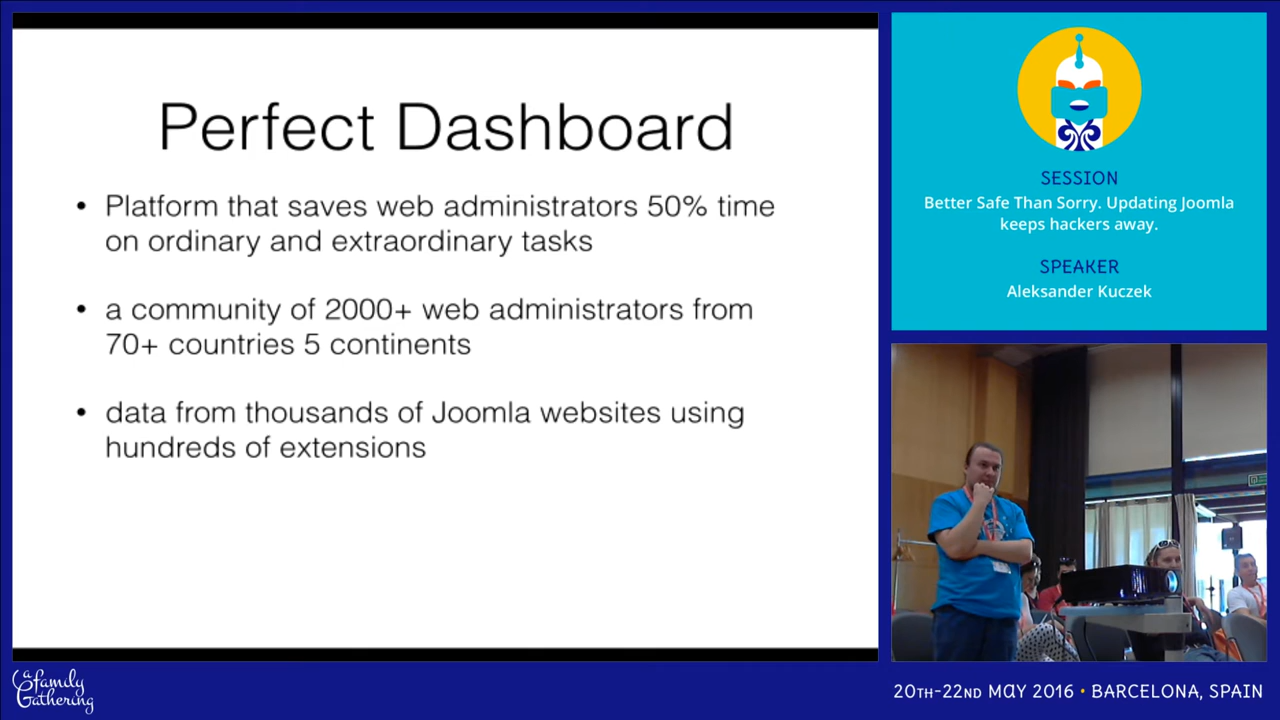 Perfect Dashboard
• Platform that saves web administrators 50% time
on ordinary and extraordinary tasks
• a community of 2000+ web administrators from
70+ countries 5 continents
• data from thousands of Joomla websites using
hundreds of extensions
SESSION
Better Safe Than Sorry. Updating Joomla
keeps hackers away.
SPEAKER
Aleksander Kuczek
a family
Gathering
20TH-22ND MAY 2016 • BARCELONA, SPAIN